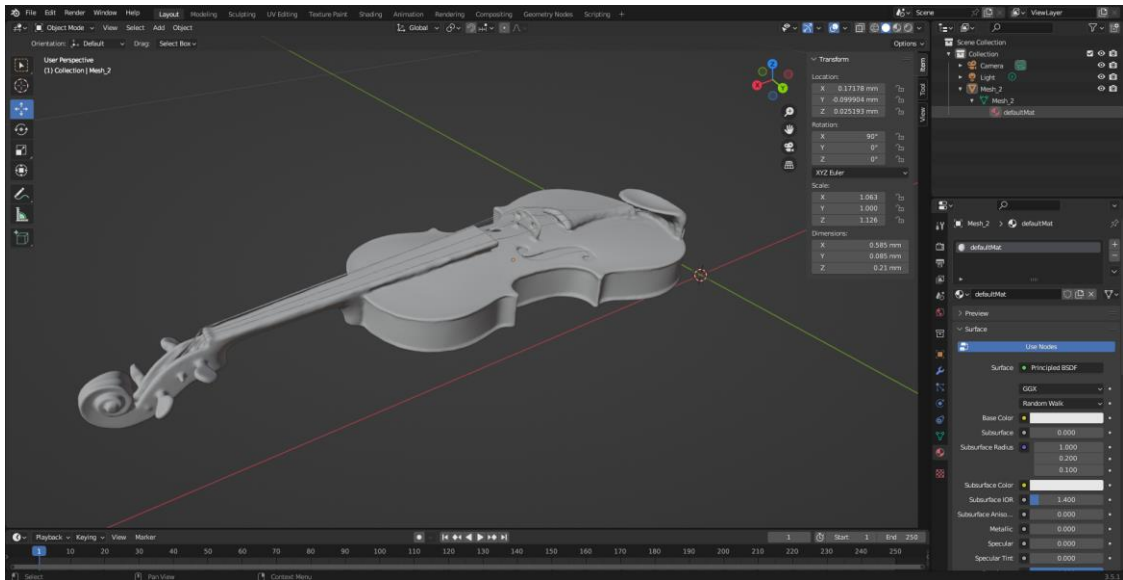 File Edit Render Window Help Layout Modeling Sculpting UV Editing Texture Paint Shading Animation Rendering Compositing Geometry Nodes Scripting + Scene ViewLayer
Object Mode View Select Add Object Global Options
Orientation: Default Drag: Select Box
User Perspective
(1) Collection | Mesh_2
Z
X
Y
Transform
Location:
X 0.17178 mm
Y -0.099904 mm
Z 0.025193 mm
Rotation:
X 90°
Y 0°
Z 0°
XYZ Euler
Scale:
X 1.063
Y 1.000
Z 1.126
Dimensions:
X 0.585 mm
Y 0.085 mm
Z 0.21 mm
Item
Tool
View
Scene Collection
Collection
Camera
Light
Mesh_2
Mesh_2
defaultMat
Mesh_2 > defaultMat
defaultMat
defaultMat
Preview
Surface
Use Nodes
Surface Principled BSDF
GGX
Random Walk
Base Color
Subsurface 0.000
Subsurface Radius 1.000
0.200
0.100
Subsurface Color
Subsurface IOR 1.400
Subsurface Aniso... 0.000
Metallic 0.000
Specular 0.000
Specular Tint 0.000
Playback Keying View Marker 1 Start 1 End 250
1 10 20 30 40 50 60 70 80 90 100 110 120 130 140 150 160 170 180 190 200 210 220 230 240 250
Select Pan View Context Menu 3.5.1